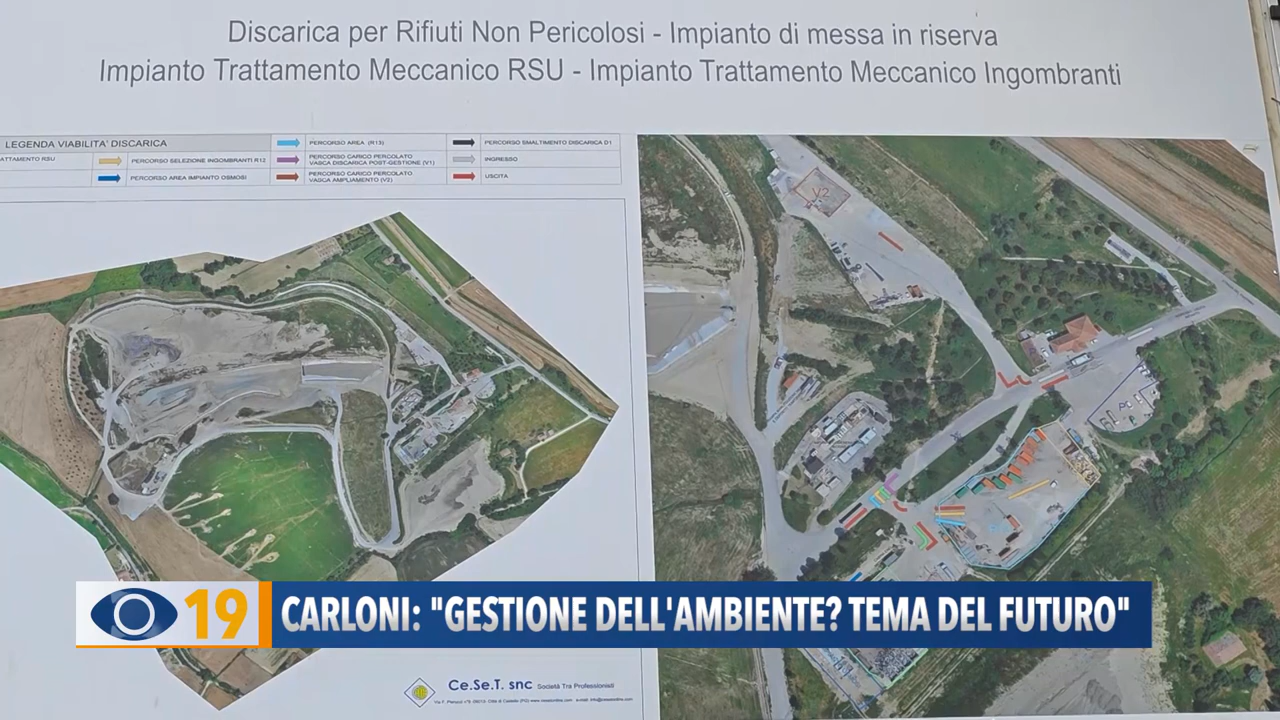 Discarica per Rifiuti Non Pericolosi - Impianto di messa in riserva
Impianto Trattamento Meccanico RSU - Impianto Trattamento Meccanico Ingombranti
LEGENDA VIABILITA' DISCARICA
PERCORSO AREA (R13)
PERCORSO SMALTIMENTO DISCARICA D1
ATTAMENTO RSU
PERCORSO SELEZIONE INGOMBRANTI R12
PERCORSO CARICO PERCOLATO
VASCA DISCARICA POST-GESTIONE (V1)
INGRESSO
PERCORSO AREA IMPIANTO OSMOSI
PERCORSO CARICO PERCOLATO
VASCA AMPLIAMENTO (V2)
USCITA
V2
19
CARLONI: "GESTIONE DELL'AMBIENTE? TEMA DEL FUTURO"
Ce.Se.T. snc Società Tra Professionisti